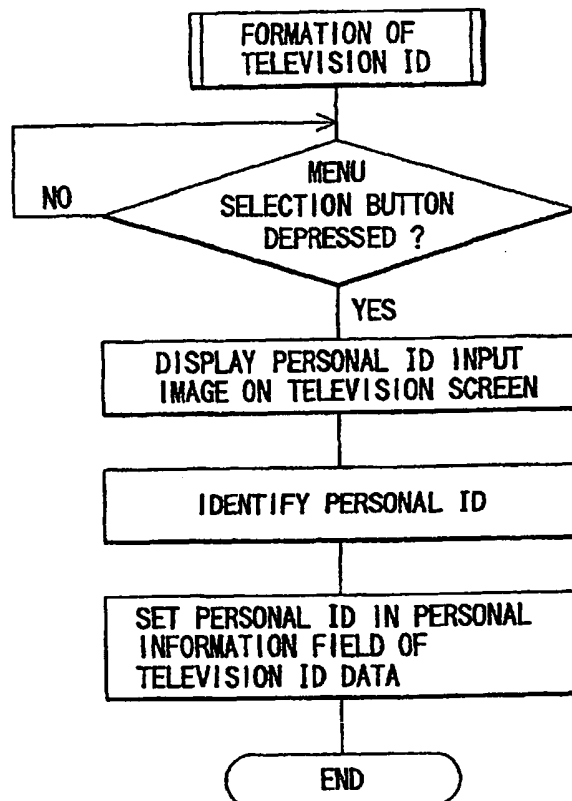 FORMATION OF
TELEVISION ID
MENU
SELECTION BUTTON
DEPRESSED ?
NO
YES
DISPLAY PERSONAL ID INPUT
IMAGE ON TELEVISION SCREEN
IDENTIFY PERSONAL ID
SET PERSONAL ID IN PERSONAL
INFORMATION FIELD OF
TELEVISION ID DATA
END